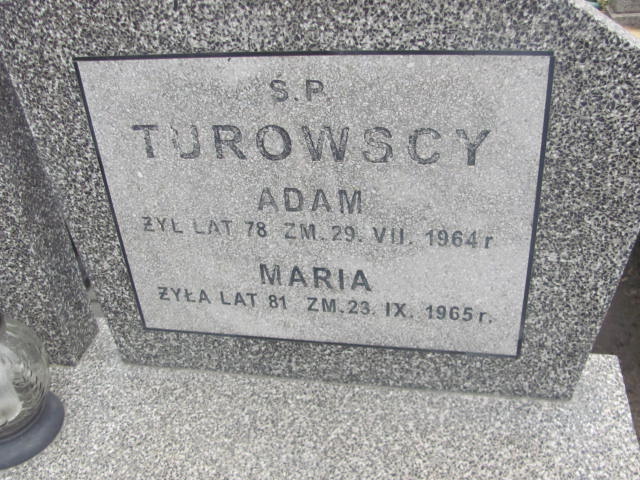 Ś.P.
TUROWSCY
ADAM
ŻYŁ LAT 78 ZM. 29. VII. 1964 r
MARIA
ŻYŁA LAT 81 ZM. 23. IX. 1965 r.